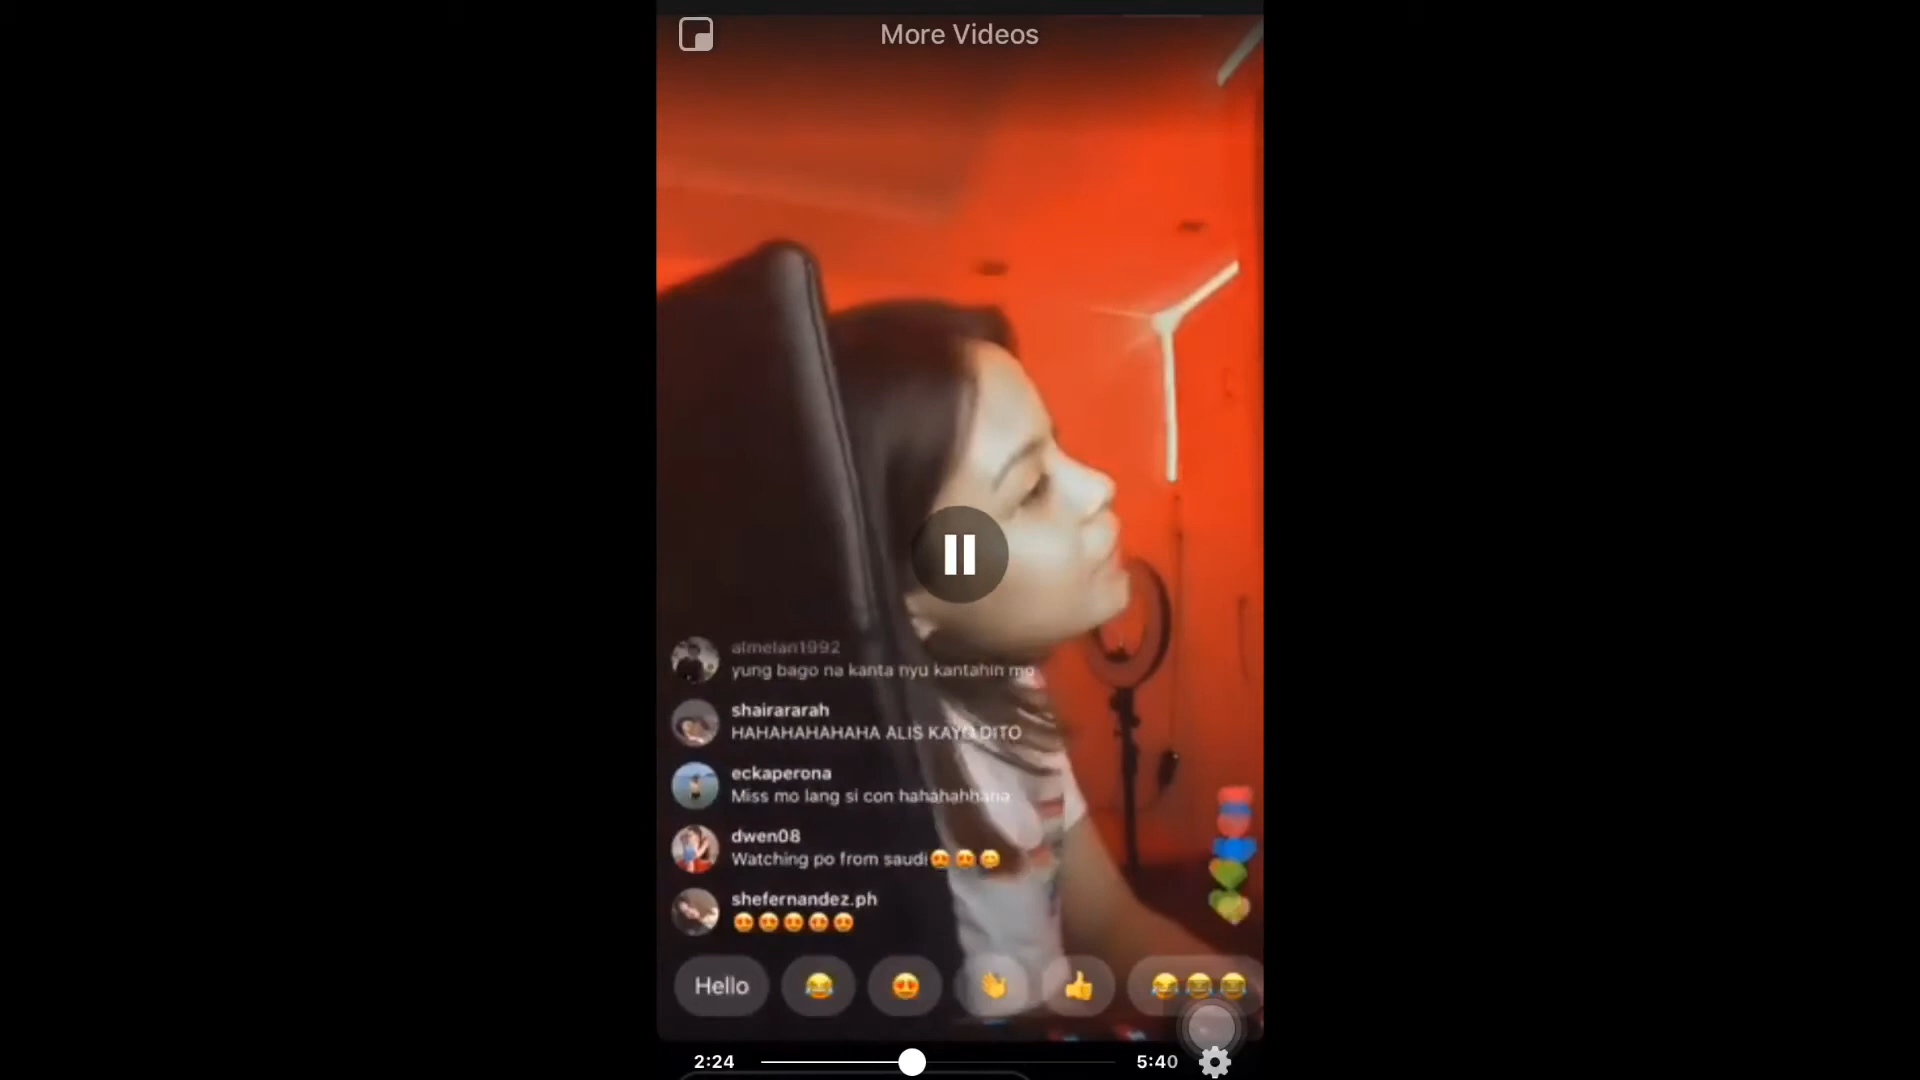 More Videos
almelan1992
yung bago na kanta nyu kantahin mo
shairararah
HAHAHAHAHAHA ALIS KAYO DITO
eckaperona
Miss mo lang si con hahahahhaha
dwen08
Watching po from saudi😍😍😊
shefernandez.ph
😍😍😍😍😍
Hello 😂 😍 👋 👍 😂😂😂
2:24 5:40